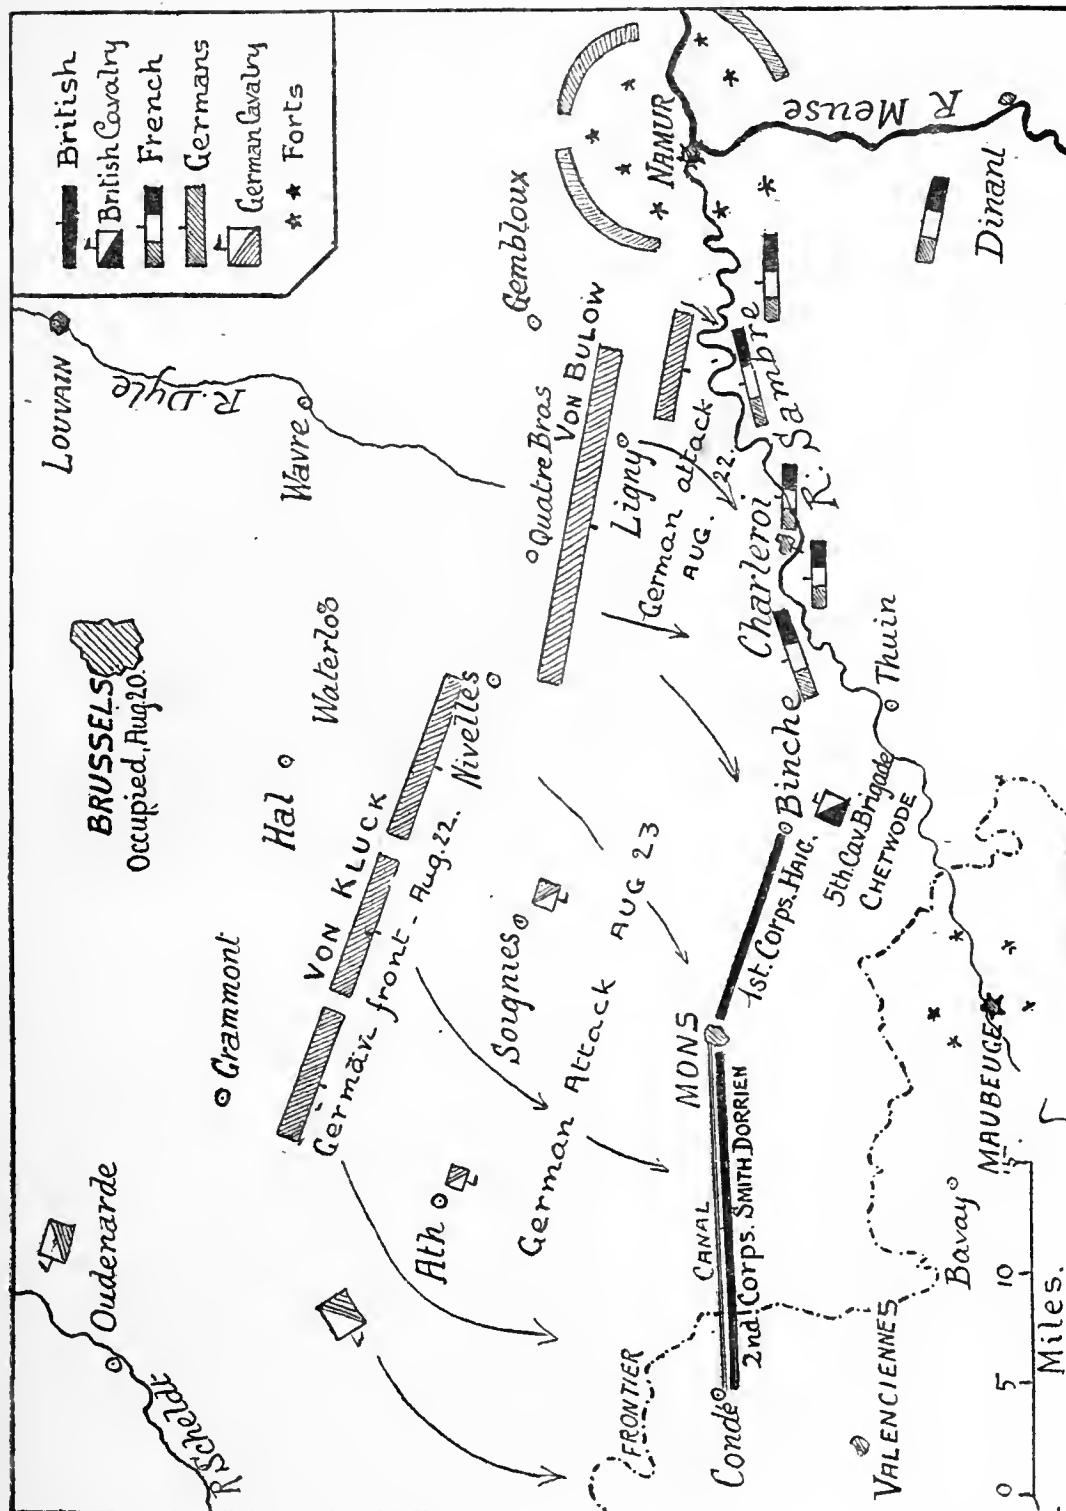 British
British Cavalry
French
Germans
German Cavalry
Forts
R. Scheldt
Oudenarde
BRUSSELS
Occupied, Aug 20.
LOUVAIN
R. Dyle
Grammont
Hal
Waterloo
Wavre
VON KLUCK
German front - Aug. 22.
Ath
Soignies
Nivelles
Quatre Bras
Gembloux
VON BULOW
Ligny
German attack
AUG. 22.
German Attack AUG 23
NAMUR
R Meuse
FRONTIER
Condé
CANAL
MONS
2nd Corps. SMITH DORRIEN
1st. Corps. HAIG.
Binche
Charleroi
R: Sambre
5th Cav. Brigade
CHETWODE
Thuin
Dinant
VALENCIENNES
Bavay
MAUBEUGE
0 5 10 15
Miles.